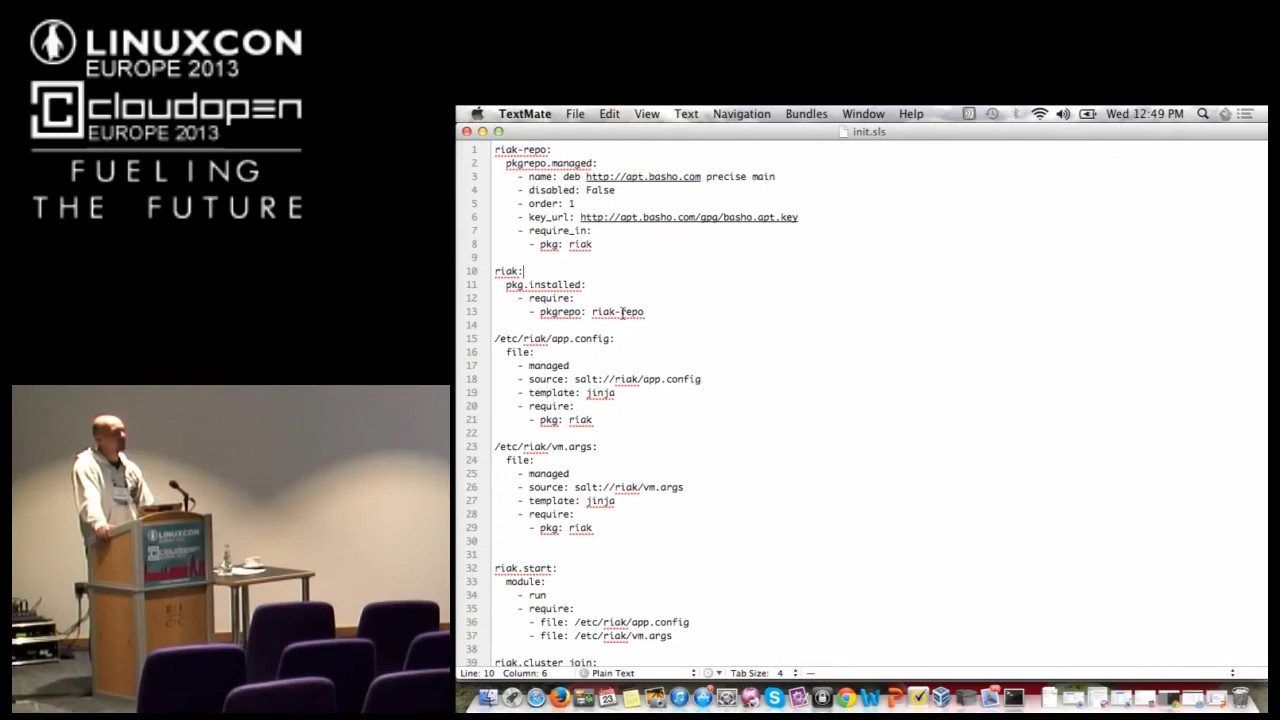 LINUXCON
EUROPE 2013
cloudopen
EUROPE 2013
FUELING
THE FUTURE
TextMate File Edit View Text Navigation Bundles Window Help Wed 12:49 PM
init.sls
1 riak-repo:
2 pkgrepo.managed:
3 - name: deb http://apt.basho.com precise main
4 - disabled: False
5 - order: 1
6 - key_url: http://apt.basho.com/gpg/basho.apt.key
7 - require_in:
8 - pkg: riak
9
10 riak:
11 pkg.installed:
12 - require:
13 - pkgrepo: riak-repo
14
15 /etc/riak/app.config:
16 file:
17 - managed
18 - source: salt://riak/app.config
19 - template: jinja
20 - require:
21 - pkg: riak
22
23 /etc/riak/vm.args:
24 file:
25 - managed
26 - source: salt://riak/vm.args
27 - template: jinja
28 - require:
29 - pkg: riak
30
31
32 riak.start:
33 module:
34 - run
35 - require:
36 - file: /etc/riak/app.config
37 - file: /etc/riak/vm.args
38
39 riak.cluster_join:
Line: 10 Column: 6 Plain Text Tab Size: 4 —
LINUXCON
cloudopen